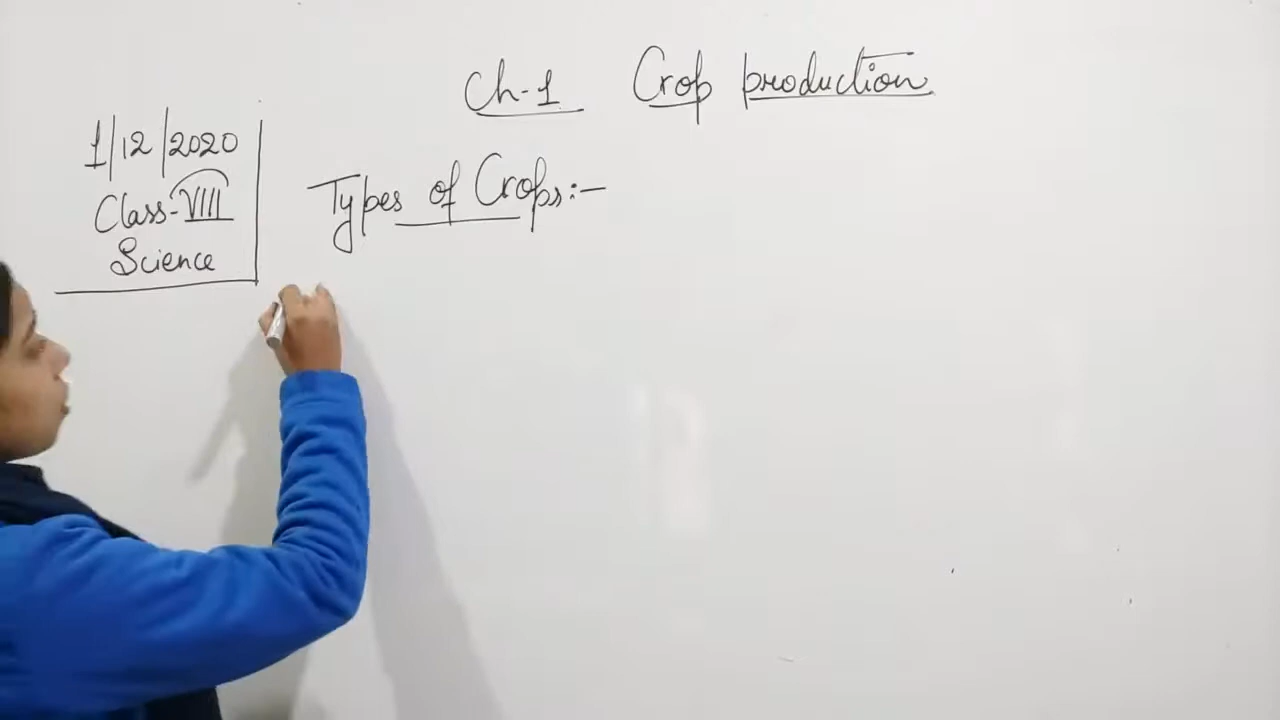 Ch-1 Crop production
1/12/2020
Class-VIII
Science
Types of Crops:-